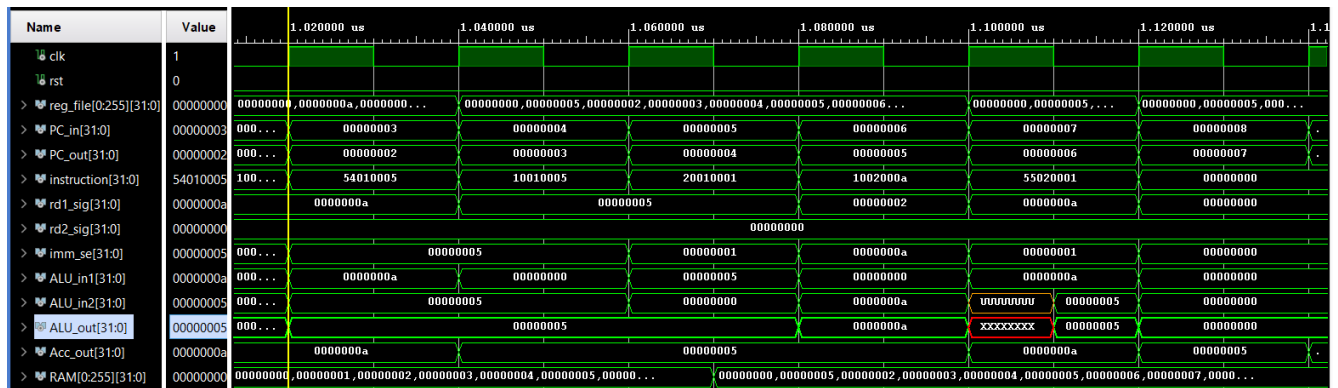 Name Value 1.020000 us 1.040000 us 1.060000 us 1.080000 us 1.100000 us 1.120000 us 1.1
clk 1
rst 0
reg_file[0:255][31:0] 00000000 00000000,0000000a,0000000... 00000000,00000005,00000002,00000003,00000004,00000005,00000006... 00000000,00000005,... 00000000,00000005,000...
PC_in[31:0] 00000003 000... 00000003 00000004 00000005 00000006 00000007 00000008 .
PC_out[31:0] 00000002 000... 00000002 00000003 00000004 00000005 00000006 00000007 .
instruction[31:0] 54010005 100... 54010005 10010005 20010001 1002000a 55020001 00000000
rd1_sig[31:0] 0000000a 0000000a 00000005 00000002 0000000a 00000000
rd2_sig[31:0] 00000000 00000000
imm_se[31:0] 00000005 000... 00000005 00000001 0000000a 00000001 00000000
ALU_in1[31:0] 0000000a 000... 0000000a 00000000 00000005 00000000 0000000a 00000000
ALU_in2[31:0] 00000005 000... 00000005 00000000 0000000a UUUUUUUU 00000005 00000000
ALU_out[31:0] 00000005 000... 00000005 0000000a XXXXXXXX 00000005 00000000
Acc_out[31:0] 0000000a 0000000a 00000005 0000000a 00000005 .
RAM[0:255][31:0] 00000000 00000000,00000001,00000002,00000003,00000004,00000005,00000... 00000000,00000005,00000002,00000003,00000004,00000005,00000006,00000007,0000...